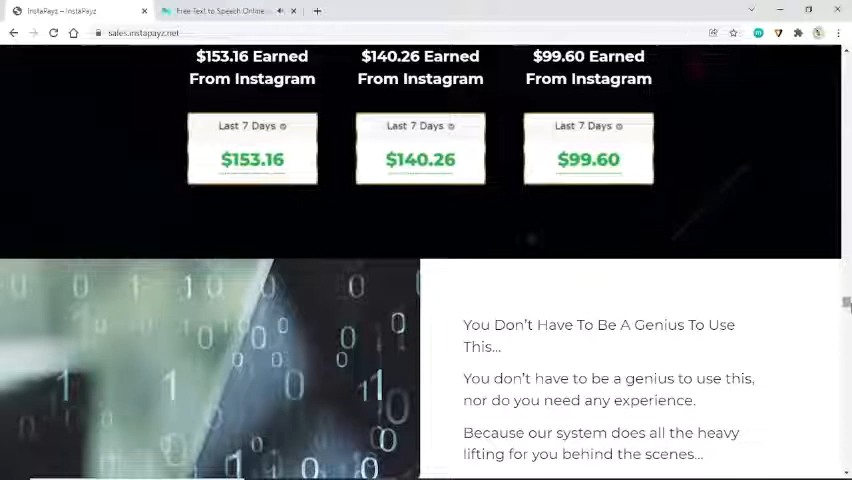 InstaPayz – InstaPayz
Free Text to Speech Online
sales.instapayz.net
$153.16 Earned
From Instagram
$140.26 Earned
From Instagram
$99.60 Earned
From Instagram
Last 7 Days
$153.16
Last 7 Days
$140.26
Last 7 Days
$99.60
You Don't Have To Be A Genius To Use
This...
You don't have to be a genius to use this,
nor do you need any experience.
Because our system does all the heavy
lifting for you behind the scenes...